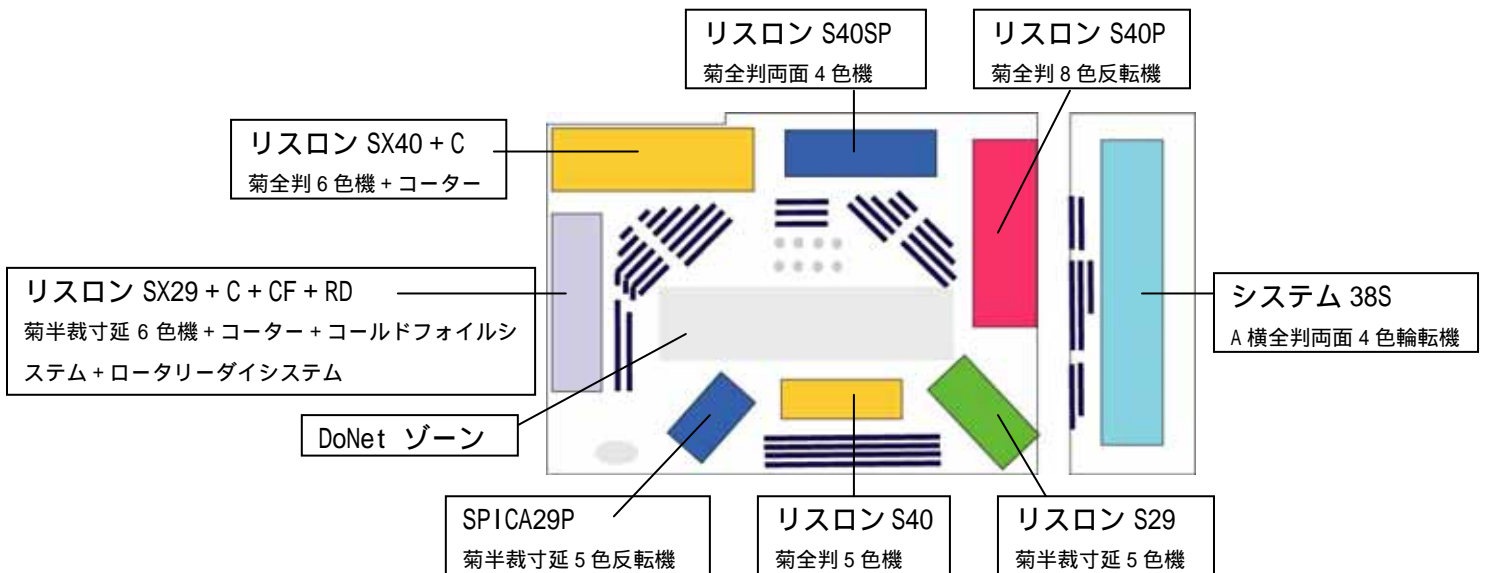 リスロン S40SP
菊全判両面 4 色機
リスロン S40P
菊全判 8 色反転機
リスロン SX40 + C
菊全判 6 色機 + コーター
リスロン SX29 + C + CF + RD
菊半裁寸延 6 色機 + コーター + コールドフォイルシ
ステム + ロータリーダイシステム
システム 38S
A 横全判両面 4 色輪転機
DoNet ゾーン
SPICA29P
菊半裁寸延 5 色反転機
リスロン S40
菊全判 5 色機
リスロン S29
菊半裁寸延 5 色機